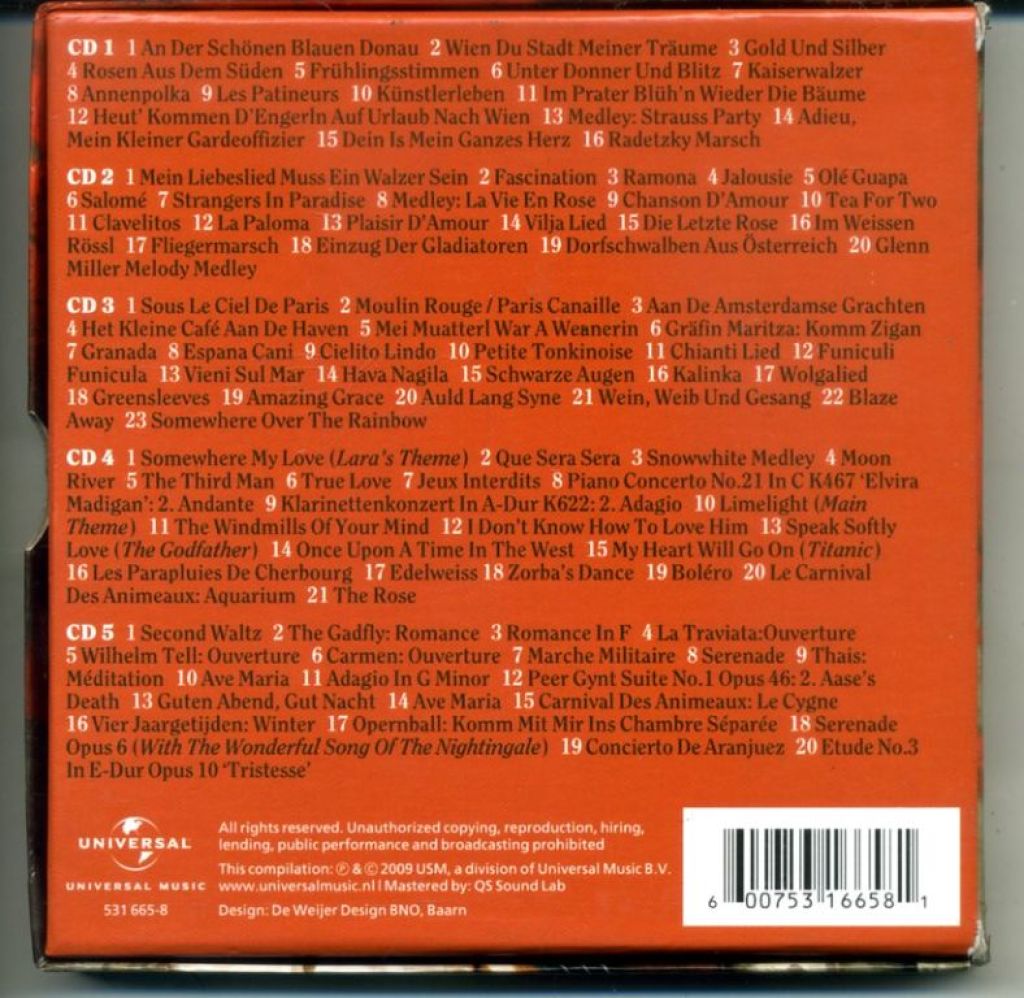 CD 1 1 An Der Schönen Blauen Donau 2 Wien Du Stadt Meiner Träume 3 Gold Und Silber
4 Rosen Aus Dem Süden 5 Frühlingsstimmen 6 Unter Donner Und Blitz 7 Kaiserwalzer
8 Annenpolka 9 Les Patineurs 10 Künstlerleben 11 Im Prater Blüh'n Wieder Die Bäume
12 Heut' Kommen D'Engerln Auf Urlaub Nach Wien 13 Medley: Strauss Party 14 Adieu,
Mein Kleiner Gardeoffizier 15 Dein Is Mein Ganzes Herz 16 Radetzky Marsch
CD 2 1 Mein Liebeslied Muss Ein Walzer Sein 2 Fascination 3 Ramona 4 Jalousie 5 Olé Guapa
6 Salomé 7 Strangers In Paradise 8 Medley: La Vie En Rose 9 Chanson D'Amour 10 Tea For Two
11 Clavelitos 12 La Paloma 13 Plaisir D'Amour 14 Vilja Lied 15 Die Letzte Rose 16 Im Weissen
Rössl 17 Fliegermarsch 18 Einzug Der Gladiatoren 19 Dorfschwalben Aus Österreich 20 Glenn
Miller Melody Medley
CD 3 1 Sous Le Ciel De Paris 2 Moulin Rouge / Paris Canaille 3 Aan De Amsterdamse Grachten
4 Het Kleine Café Aan De Haven 5 Mei Muatterl War A Weanerin 6 Gräfin Maritza: Komm Zigan
7 Granada 8 Espana Cani 9 Cielito Lindo 10 Petite Tonkinoise 11 Chianti Lied 12 Funiculi
Funicula 13 Vieni Sul Mar 14 Hava Nagila 15 Schwarze Augen 16 Kalinka 17 Wolgalied
18 Greensleeves 19 Amazing Grace 20 Auld Lang Syne 21 Wein, Weib Und Gesang 22 Blaze
Away 23 Somewhere Over The Rainbow
CD 4 1 Somewhere My Love (Lara's Theme) 2 Que Sera Sera 3 Snowwhite Medley 4 Moon
River 5 The Third Man 6 True Love 7 Jeux Interdits 8 Piano Concerto No.21 In C K467 'Elvira
Madigan': 2. Andante 9 Klarinettenkonzert In A-Dur K622: 2. Adagio 10 Limelight (Main
Theme) 11 The Windmills Of Your Mind 12 I Don't Know How To Love Him 13 Speak Softly
Love (The Godfather) 14 Once Upon A Time In The West 15 My Heart Will Go On (Titanic)
16 Les Parapluies De Cherbourg 17 Edelweiss 18 Zorba's Dance 19 Boléro 20 Le Carnival
Des Animeaux: Aquarium 21 The Rose
CD 5 1 Second Waltz 2 The Gadfly: Romance 3 Romance In F 4 La Traviata:Ouverture
5 Wilhelm Tell: Ouverture 6 Carmen: Ouverture 7 Marche Militaire 8 Serenade 9 Thais:
Méditation 10 Ave Maria 11 Adagio In G Minor 12 Peer Gynt Suite No.1 Opus 46: 2. Aase's
Death 13 Guten Abend, Gut Nacht 14 Ave Maria 15 Carnival Des Animeaux: Le Cygne
16 Vier Jaargetijden: Winter 17 Opernball: Komm Mit Mir Ins Chambre Séparée 18 Serenade
Opus 6 (With The Wonderful Song Of The Nightingale) 19 Concierto De Aranjuez 20 Etude No.3
In E-Dur Opus 10 'Tristesse'
UNIVERSAL
UNIVERSAL MUSIC
531 665-8
All rights reserved. Unauthorized copying, reproduction, hiring,
lending, public performance and broadcasting prohibited
This compilation: ℗ & © 2009 USM, a division of Universal Music B.V.
www.universalmusic.nl | Mastered by: QS Sound Lab
Design: De Weijer Design BNO, Baarn
6 00753 16658 1